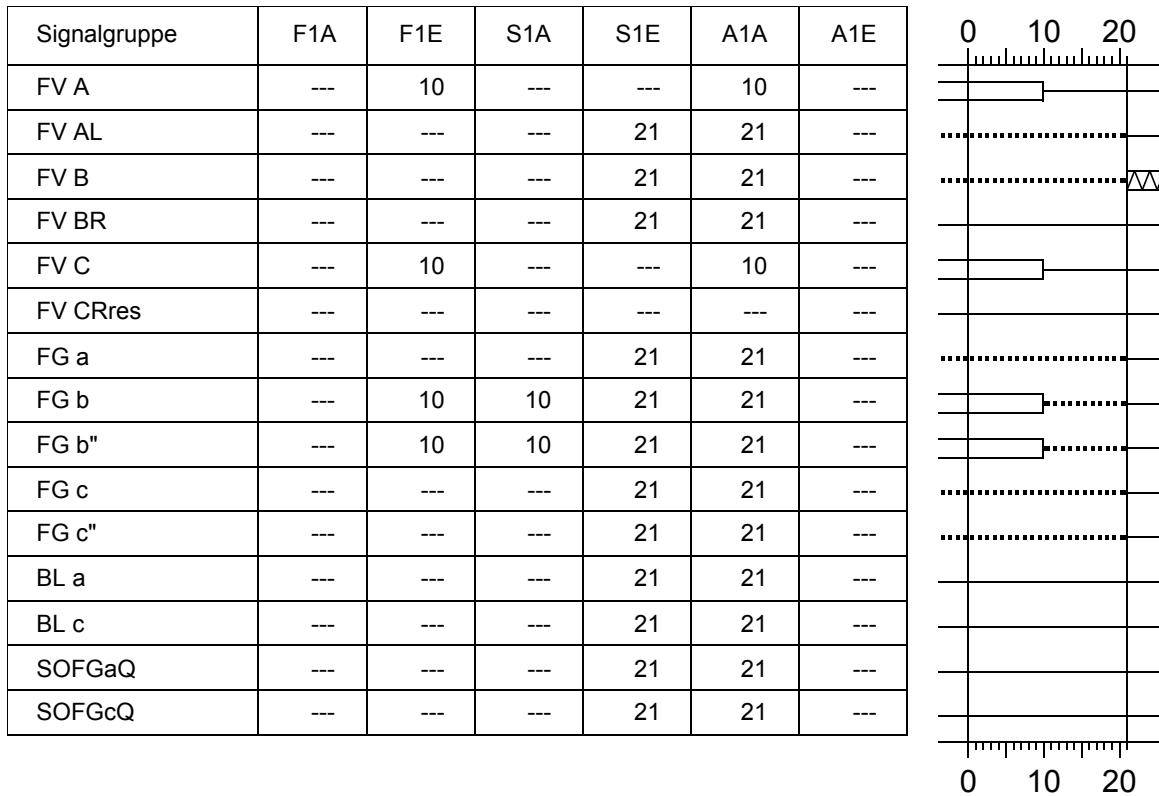 Signalgruppe F1A F1E S1A S1E A1A A1E
0 10 20
FV A --- 10 --- --- 10 ---
FV AL --- --- --- 21 21 ---
FV B --- --- --- 21 21 ---
FV BR --- --- --- 21 21 ---
FV C --- 10 --- --- 10 ---
FV CRres --- --- --- --- --- ---
FG a --- --- --- 21 21 ---
FG b --- 10 10 21 21 ---
FG b" --- 10 10 21 21 ---
FG c --- --- --- 21 21 ---
FG c" --- --- --- 21 21 ---
BL a --- --- --- 21 21 ---
BL c --- --- --- 21 21 ---
SOFGaQ --- --- --- 21 21 ---
SOFGcQ --- --- --- 21 21 ---
0 10 20